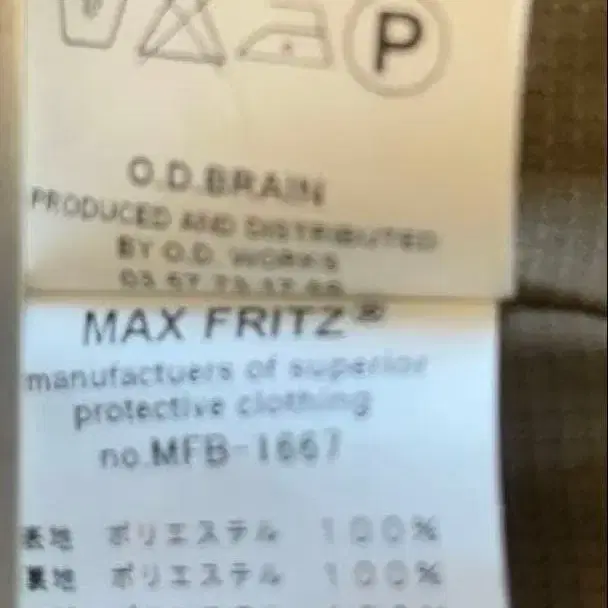 P
O.D.BRAIN
PRODUCED AND DISTRIBUTED
BY O.D. WORKS
MAX FRITZ®
manufactuers of superior
protective clothing
no.MFB-1667
表地 ポリエステル 100%
裏地 ポリエステル 100%